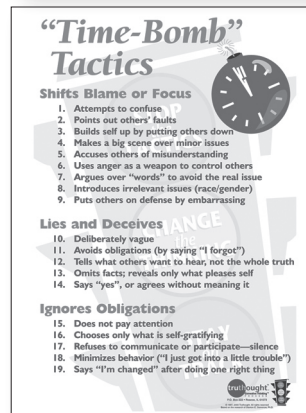 “Time-Bomb”
Tactics
Shifts Blame or Focus
1. Attempts to confuse
2. Points out others’ faults
3. Builds self up by putting others down
4. Makes a big scene over minor issues
5. Accuses others of misunderstanding
6. Uses anger as a weapon to control others
7. Argues over “words” to avoid the real issue
8. Introduces irrelevant issues (race/gender)
9. Puts others on defense by embarrassing
Lies and Deceives
10. Deliberately vague
11. Avoids obligations (by saying “I forgot”)
12. Tells what others want to hear, not the whole truth
13. Omits facts; reveals only what pleases self
14. Says “yes”, or agrees without meaning it
Ignores Obligations
15. Does not pay attention
16. Chooses only what is self-gratifying
17. Refuses to communicate or participate—silence
18. Minimizes behavior (“I just got into a little trouble”)
19. Says “I’m changed” after doing one right thing
truthought
CHANGE
the